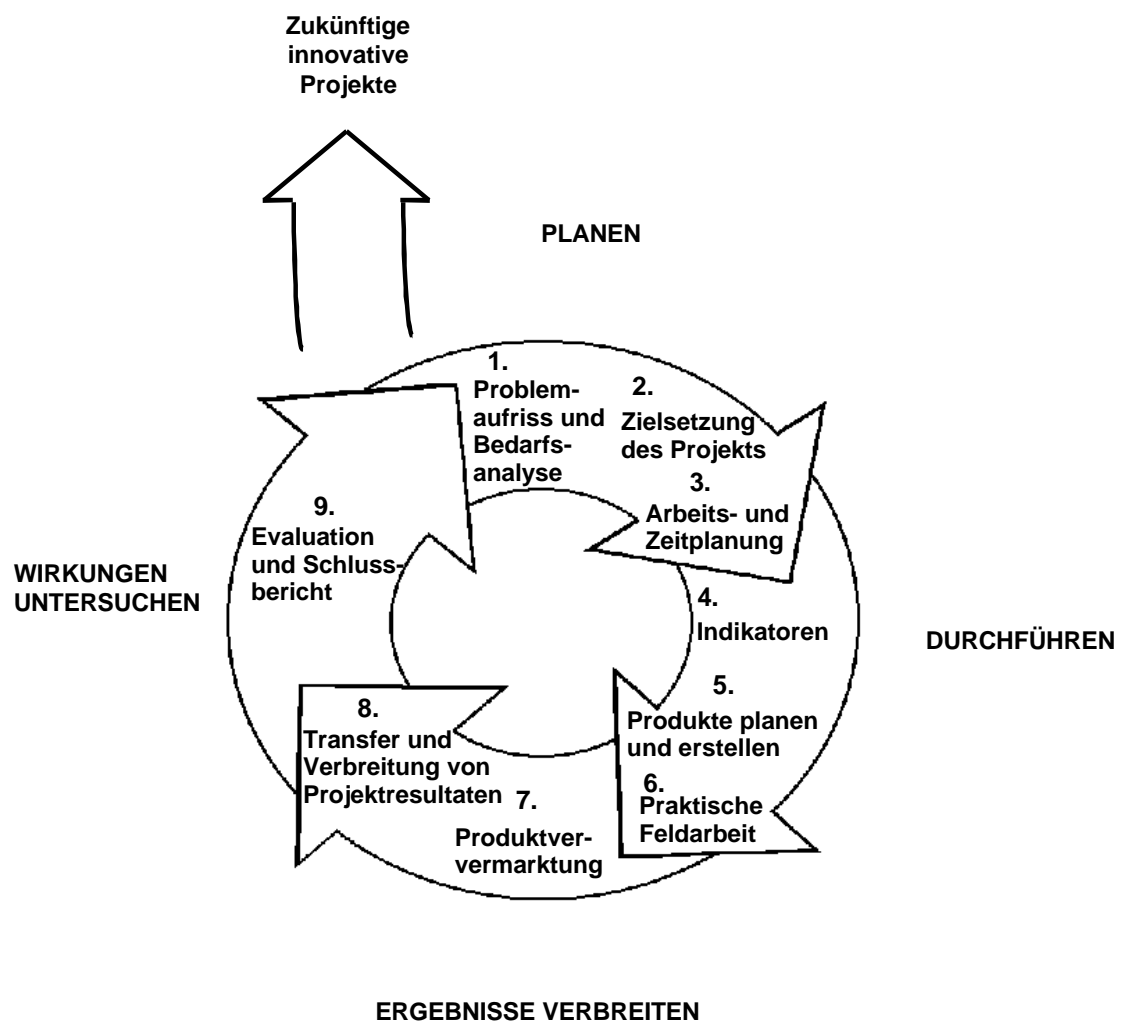 Zukünftige
innovative
Projekte
PLANEN
1.
Problem-
aufriss und
Bedarfs-
analyse
2.
Zielsetzung
des Projekts
3.
Arbeits- und
Zeitplanung
4.
Indikatoren
DURCHFÜHREN
5.
Produkte planen
und erstellen
6.
Praktische
Feldarbeit
7.
Produktver-
vermarktung
ERGEBNISSE VERBREITEN
8.
Transfer und
Verbreitung von
Projektresultaten
9.
Evaluation
und Schluss-
bericht
WIRKUNGEN
UNTERSUCHEN